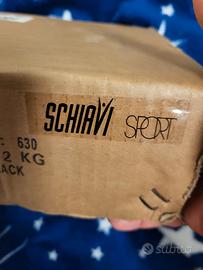 SCHIAVI SPORT
: 630
2 KG
ACK
subito